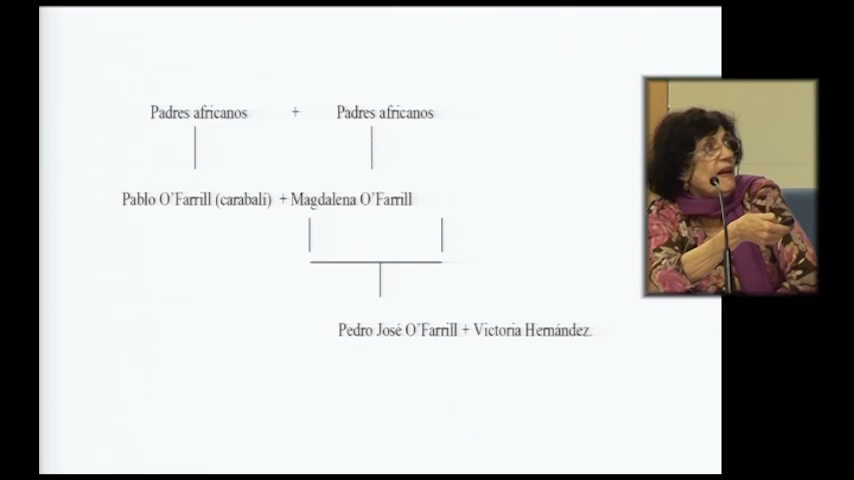 Padres africanos + Padres africanos
Pablo O'Farrill (carabalí) + Magdalena O'Farrill
Pedro José O'Farrill + Victoria Hernández.